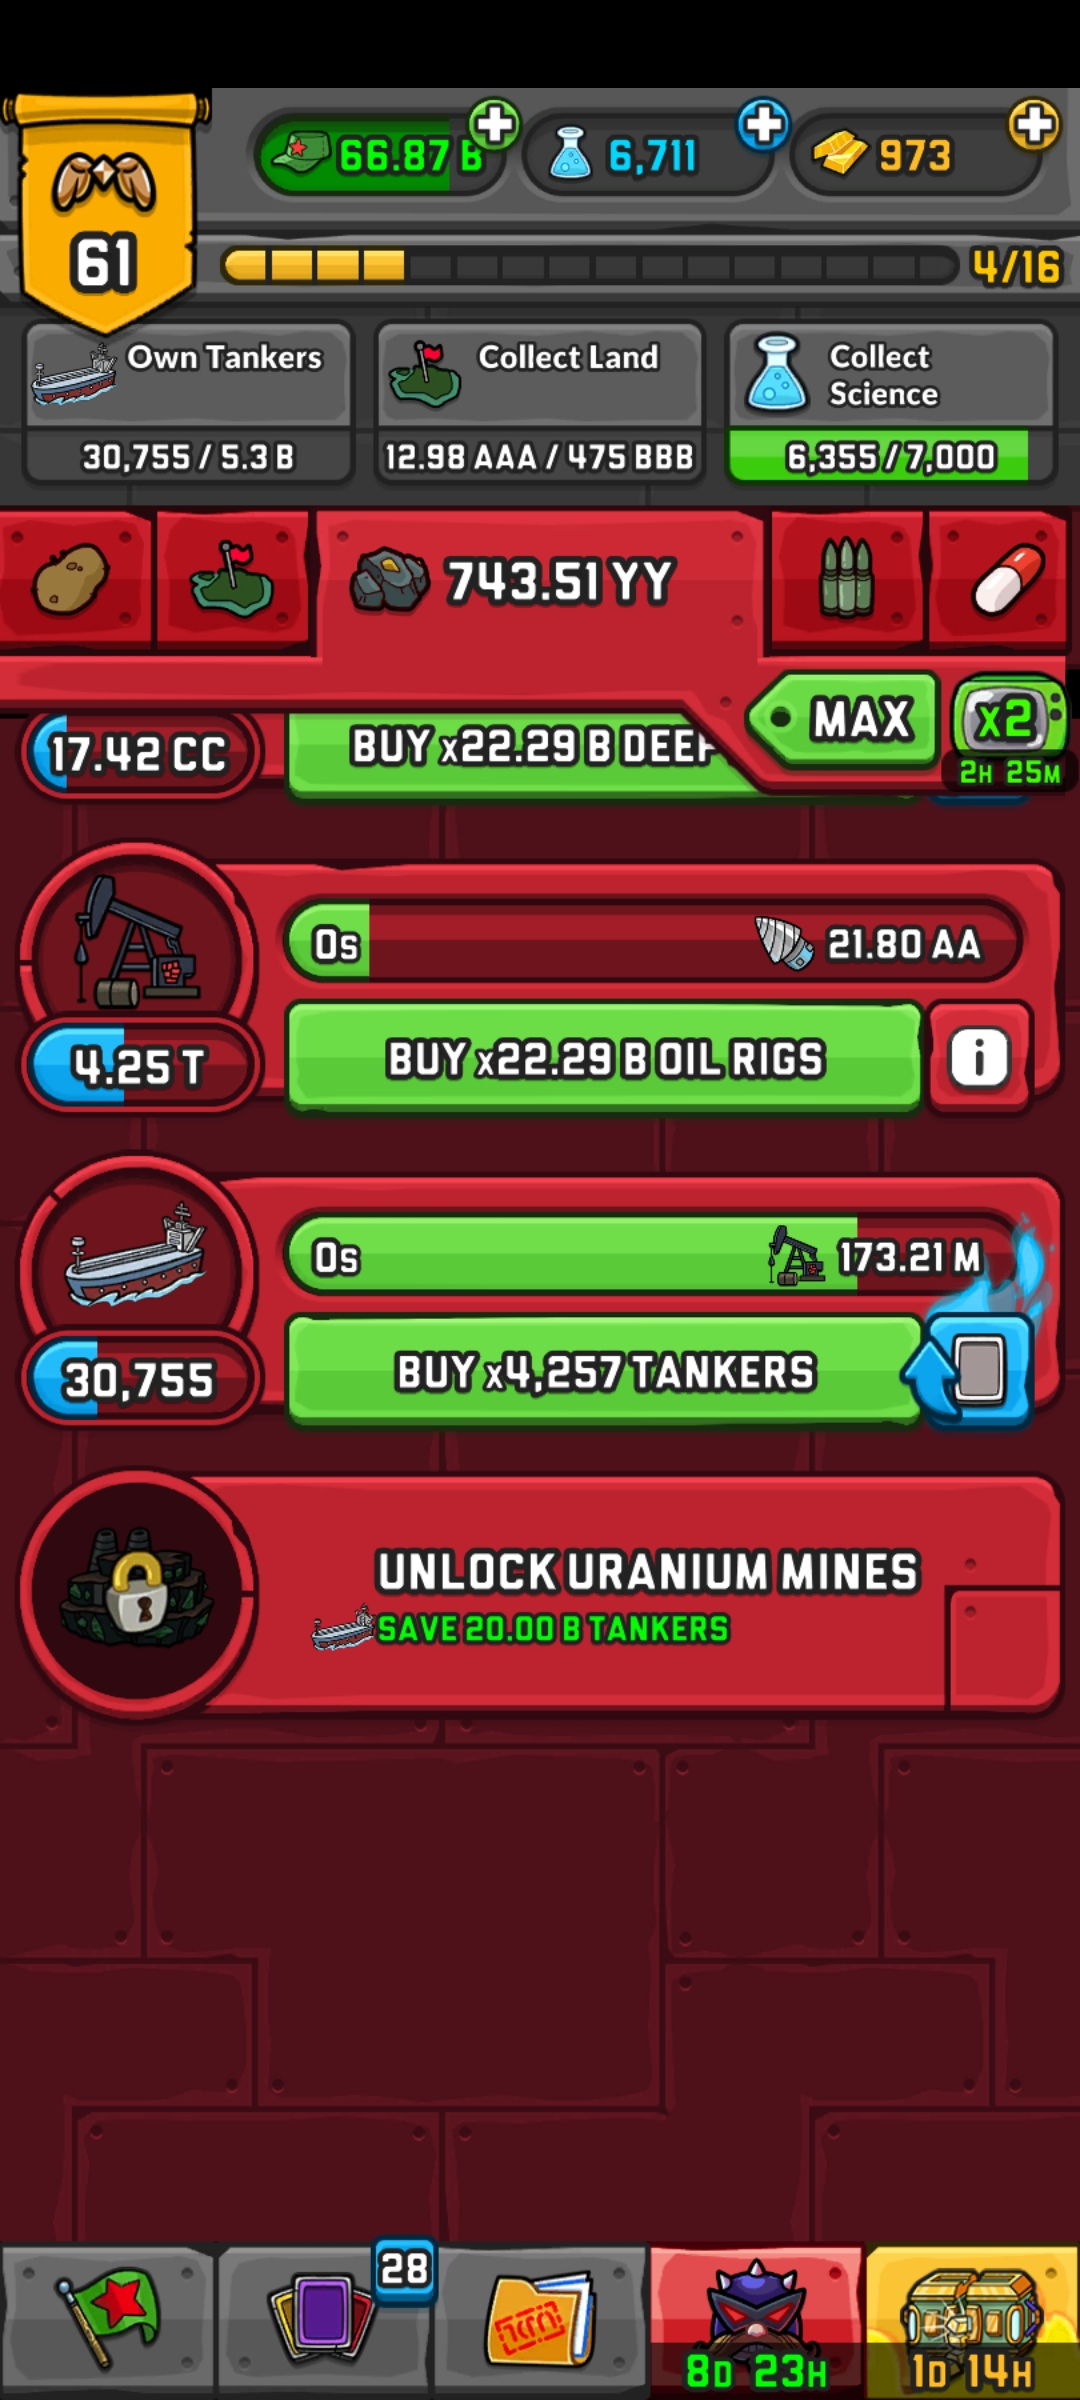 66.87 B
6,711
973
61
4/16
Own Tankers
30,755 / 5.3 B
Collect Land
12.98 AAA / 475 BBB
Collect
Science
6,355 / 7,000
743.51 YY
MAX
x2
2H 25M
17.42 CC
BUY x22.29 B DEEP
0s
21.80 AA
4.25 T
BUY x22.29 B OIL RIGS
i
0s
173.21 M
30,755
BUY x4,257 TANKERS
UNLOCK URANIUM MINES
SAVE 20.00 B TANKERS
28
8D 23H
1D 14H